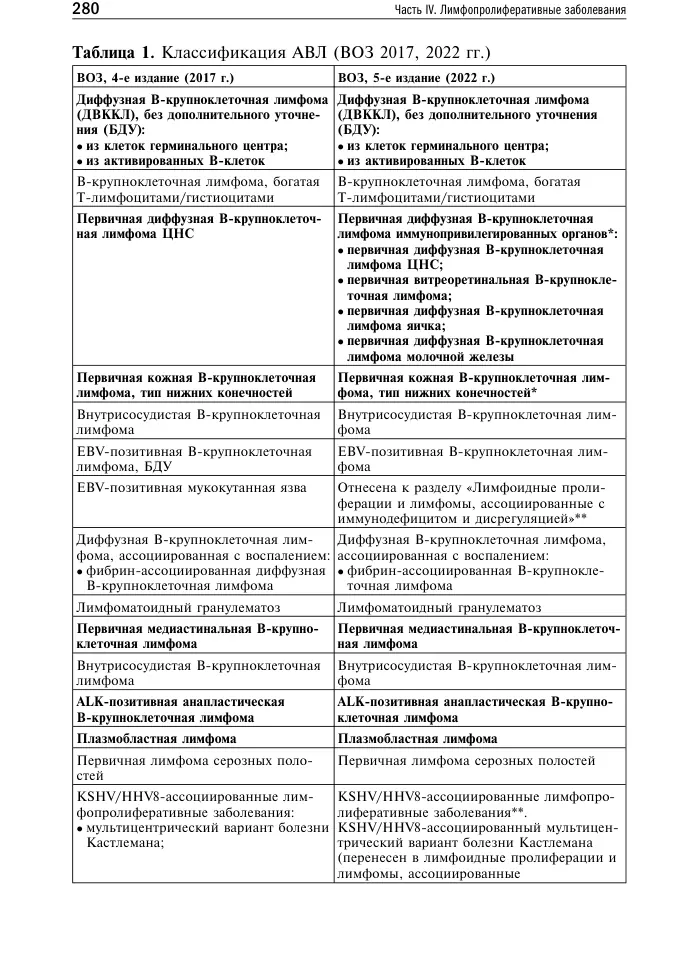 280
Часть IV. Лимфопролиферативные заболевания
Таблица 1. Классификация АВЛ (ВОЗ 2017, 2022 гг.)
ВОЗ, 4-е издание (2017 г.)
ВОЗ, 5-е издание (2022 г.)
Диффузная В-крупноклеточная лимфома
(ДВККЛ), без дополнительного уточне-
ния (БДУ):
• из клеток герминального центра;
• из активированных В-клеток
Диффузная В-крупноклеточная лимфома
(ДВККЛ), без дополнительного уточнения
(БДУ):
• из клеток герминального центра;
• из активированных В-клеток
В-крупноклеточная лимфома, богатая
Т-лимфоцитами/гистиоцитами
В-крупноклеточная лимфома, богатая
Т-лимфоцитами/гистиоцитами
Первичная диффузная В-крупноклеточ-
ная лимфома ЦНС
Первичная диффузная В-крупноклеточная
лимфома иммунопривилегированных органов*:
• первичная диффузная В-крупноклеточная
лимфома ЦНС;
• первичная витреоретинальная В-крупнокле-
точная лимфома;
• первичная диффузная В-крупноклеточная
лимфома яичка;
• первичная диффузная В-крупноклеточная
лимфома молочной железы
Первичная кожная В-крупноклеточная
лимфома, тип нижних конечностей
Первичная кожная В-крупноклеточная лим-
фома, тип нижних конечностей*
Внутрисосудистая В-крупноклеточная
лимфома
Внутрисосудистая В-крупноклеточная лим-
фома
EBV-позитивная В-крупноклеточная
лимфома, БДУ
EBV-позитивная В-крупноклеточная лим-
фома
EBV-позитивная мукокутанная язва
Отнесена к разделу «Лимфоидные проли-
ферации и лимфомы, ассоциированные с
иммунодефицитом и дисрегуляцией»**
Диффузная В-крупноклеточная лим-
фома, ассоциированная с воспалением:
• фибрин-ассоциированная диффузная
В-крупноклеточная лимфома
Диффузная В-крупноклеточная лимфома,
ассоциированная с воспалением:
• фибрин-ассоциированная В-крупнокле-
точная лимфома
Лимфоматоидный гранулематоз
Лимфоматоидный гранулематоз
Первичная медиастинальная В-крупно-
клеточная лимфома
Первичная медиастинальная В-крупноклеточ-
ная лимфома
Внутрисосудистая В-крупноклеточная
лимфома
Внутрисосудистая В-крупноклеточная лим-
фома
ALK-позитивная анапластическая
В-крупноклеточная лимфома
ALK-позитивная анапластическая В-крупно-
клеточная лимфома
Плазмобластная лимфома
Плазмобластная лимфома
Первичная лимфома серозных поло-
стей
Первичная лимфома серозных полостей
KSHV/HHV8-ассоциированные лим-
фопролиферативные заболевания:
• мультицентрический вариант болезни
Кастлемана;
KSHV/HHV8-ассоциированные лимфопро-
лиферативные заболевания**.
KSHV/HHV8-ассоциированный мультицен-
трический вариант болезни Кастлемана
(перенесен в лимфоидные пролиферации и
лимфомы, ассоциированные